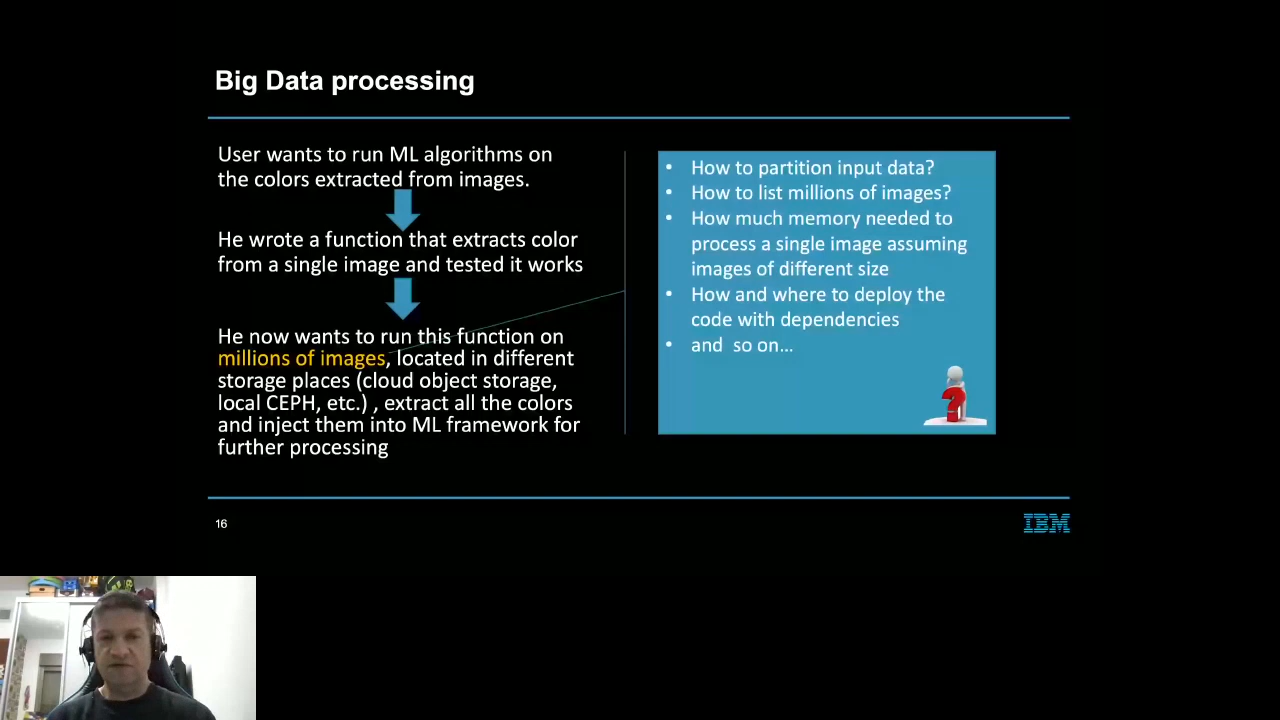 Big Data processing
User wants to run ML algorithms on
the colors extracted from images.
He wrote a function that extracts color
from a single image and tested it works
He now wants to run this function on
millions of images, located in different
storage places (cloud object storage,
local CEPH, etc.) , extract all the colors
and inject them into ML framework for
further processing
• How to partition input data?
• How to list millions of images?
• How much memory needed to
process a single image assuming
images of different size
• How and where to deploy the
code with dependencies
• and so on…
?
16
IBM